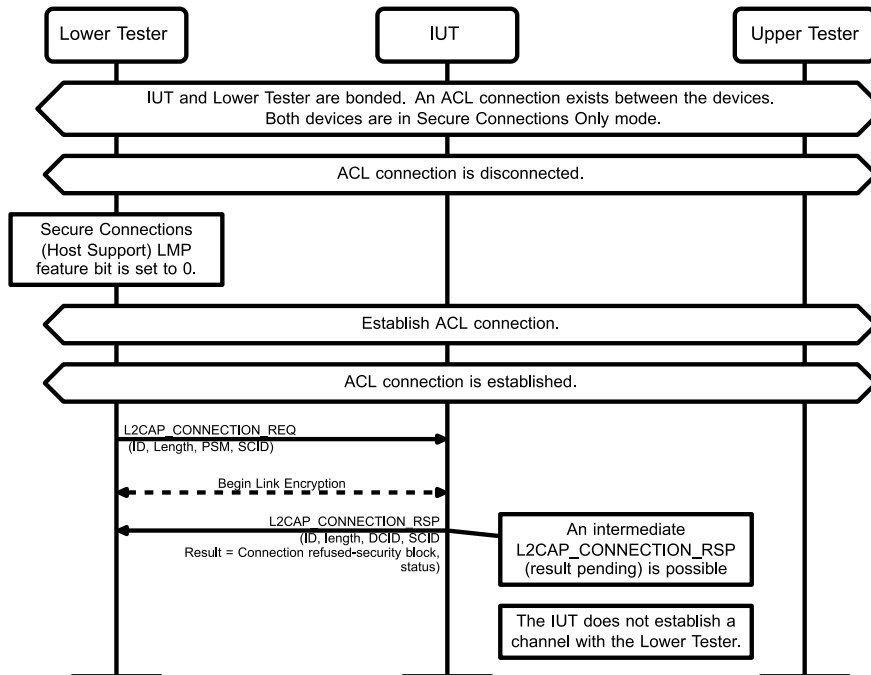 Lower Tester
IUT
Upper Tester
IUT and Lower Tester are bonded. An ACL connection exists between the devices.
Both devices are in Secure Connections Only mode.
ACL connection is disconnected.
Secure Connections
(Host Support) LMP
feature bit is set to 0.
Establish ACL connection.
ACL connection is established.
L2CAP_CONNECTION_REQ
(ID, Length, PSM, SCID)
Begin Link Encryption
L2CAP_CONNECTION_RSP
(ID, length, DCID, SCID
Result = Connection refused-security block,
status)
An intermediate
L2CAP_CONNECTION_RSP
(result pending) is possible
The IUT does not establish a
channel with the Lower Tester.